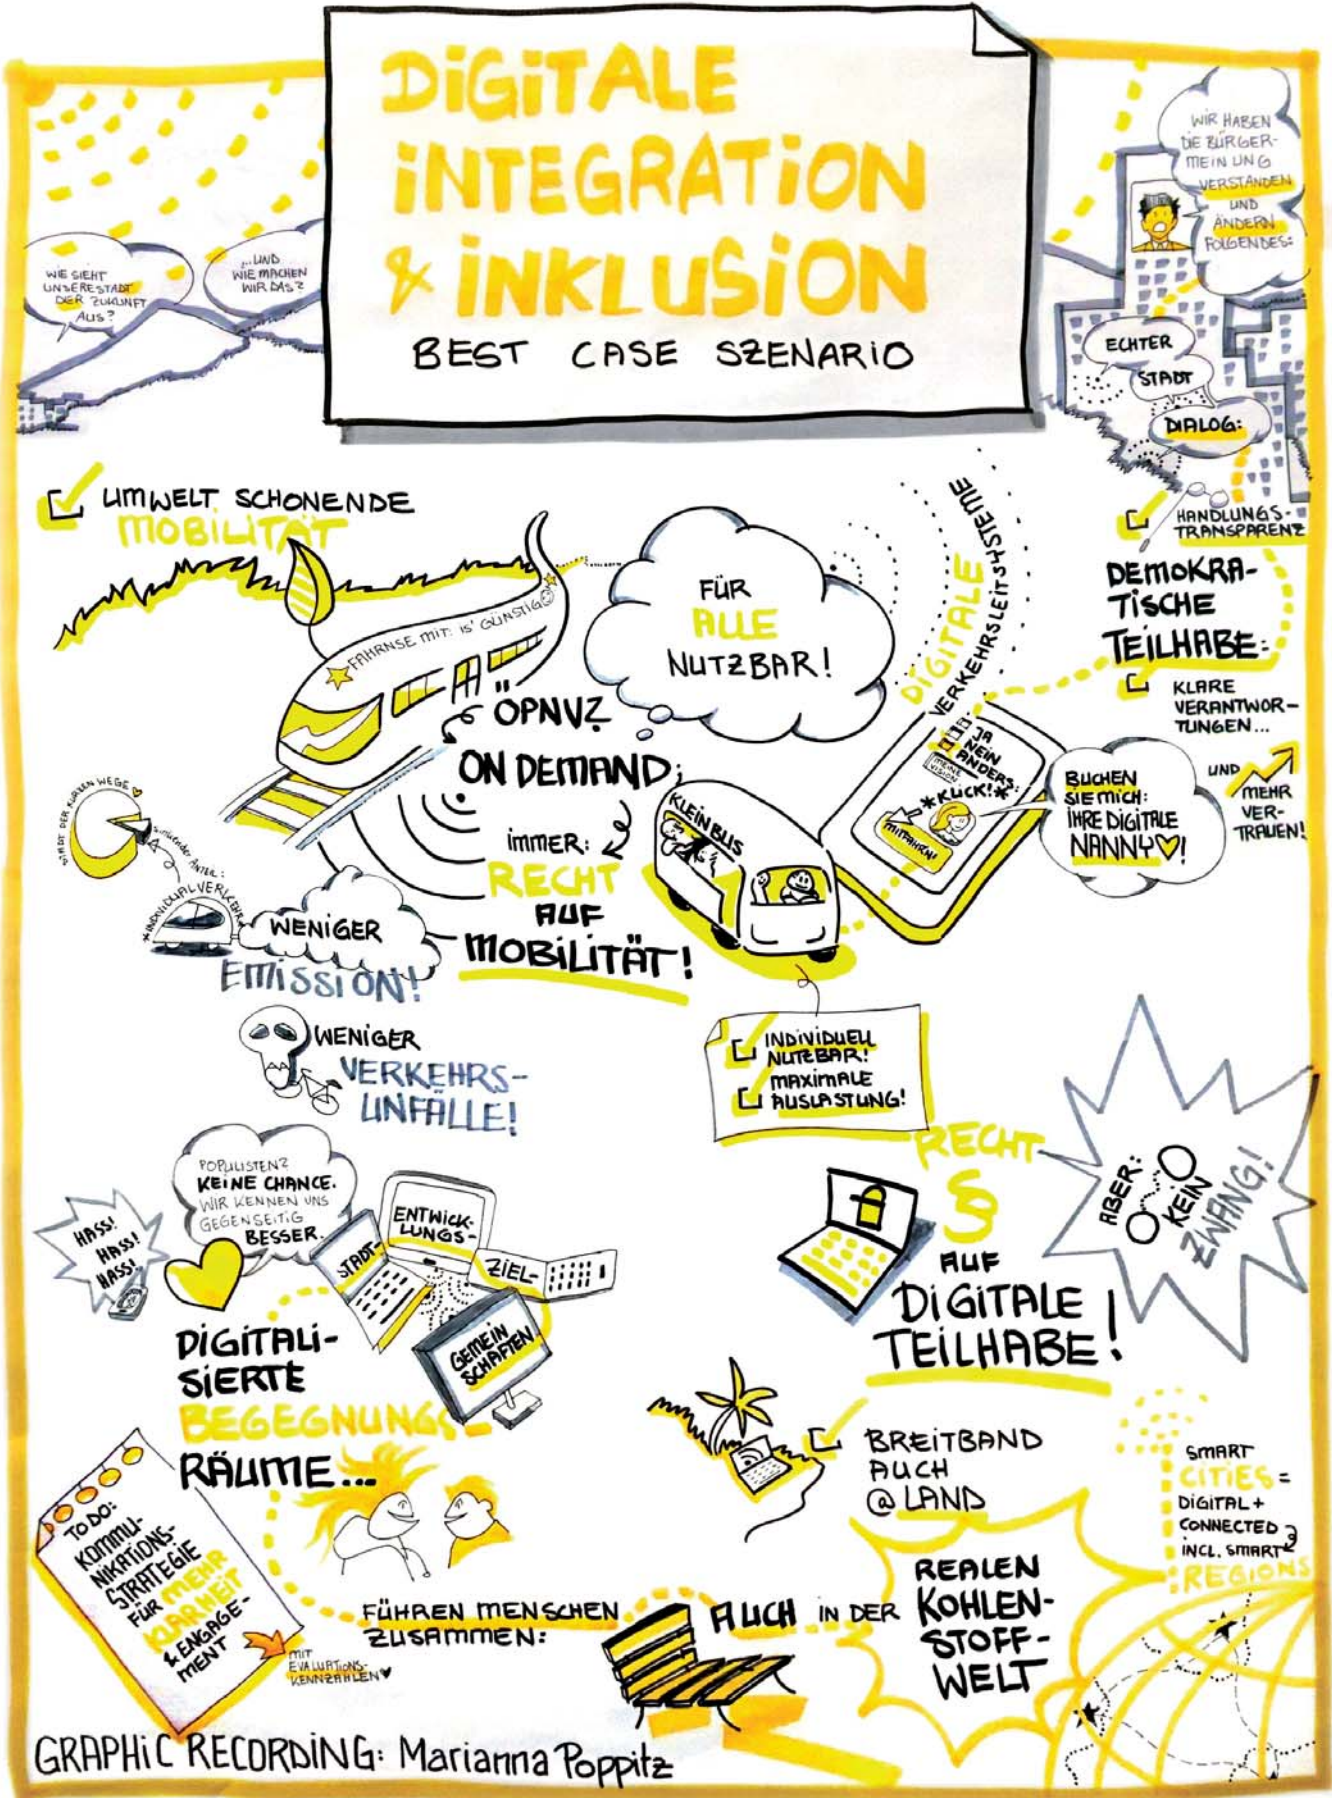 DIGITALE
INTEGRATION
& INKLUSION
BEST CASE SZENARIO
WIE SIEHT
UNSERE STADT
DER ZUKUNFT
AUS?
...UND
WIE MACHEN
WIR DAS?
WIR HABEN
DIE BÜRGER-
MEINUNG
VERSTANDEN
UND
ÄNDERN
FOLGENDES:
ECHTER
STADT
DIALOG:
UMWELT SCHONENDE
MOBILITÄT
FAHRNSE MIT: IS' GÜNSTIG
FÜR
ALLE
NUTZBAR!
DIGITALE
VERKEHRSLEITSYSTEME
HANDLUNGS-
TRANSPARENZ
DEMOKRA-
TISCHE
TEILHABE:
KLARE
VERANTWOR-
TUNGEN...
UND
MEHR
VER-
TRAUEN!
ÖPNV?
ON DEMAND;
IMMER:
RECHT
AUF
MOBILITÄT!
KLEINBUS
JA
NEIN
ANDERS:
MEINE
VISION
*KLICK!*
MITFAHREN!
BUCHEN
SIE MICH:
IHRE DIGITALE
NANNY♡!
STADT DER KURZEN WEGE
ANTEIL:
*INDIVIDUALVERKEHR
WENIGER
EMISSION!
WENIGER
VERKEHRS-
UNFÄLLE!
INDIVIDUELL
NUTZBAR!
MAXIMALE
AUSLASTUNG!
POPULISTEN?
KEINE CHANCE.
WIR KENNEN UNS
GEGENSEITIG
BESSER.
HASS!
HASS!
HASS!
STADT-
ENTWICK-
LUNGS-
ZIEL-
GEMEIN
SCHAFTEN
DIGITALI-
SIERTE
BEGEGNUNGS-
RÄUME...
RECHT
§
AUF
DIGITALE
TEILHABE!
ABER:
KEIN
ZWANG!
BREITBAND
AUCH
@ LAND
SMART
CITIES =
DIGITAL +
CONNECTED
INCL. SMART
REGIONS
TO DO:
KOMMU-
NIKATIONS-
STRATEGIE
FÜR MEHR
KLARHEIT
& ENGAGE-
MENT
MIT
EVALUATIONS-
KENNZAHLEN♥
FÜHREN MENSCHEN
ZUSAMMEN:
AUCH IN DER
REALEN
KOHLEN-
STOFF-
WELT
GRAPHIC RECORDING: Marianna Poppitz